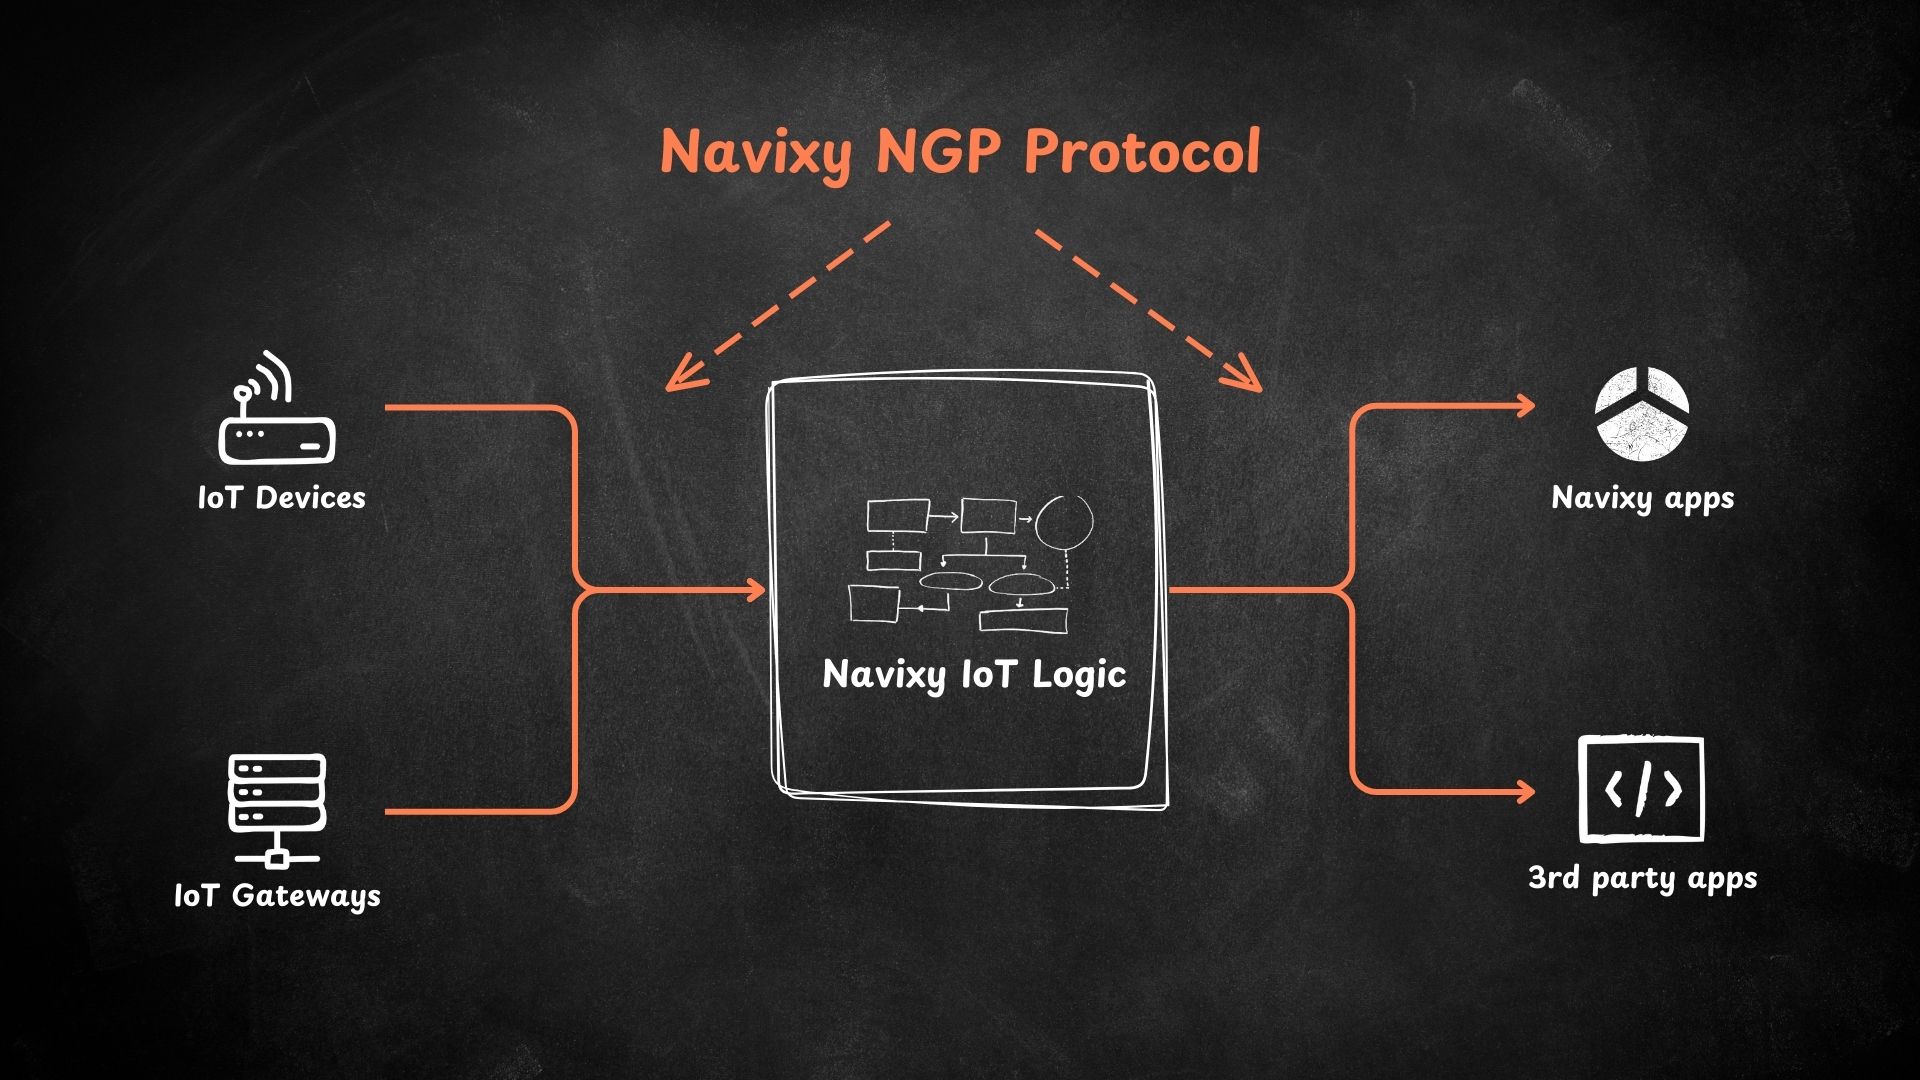 Navixy NGP Protocol
IoT Devices
Navixy apps
Navixy IoT Logic
IoT Gateways
3rd party apps